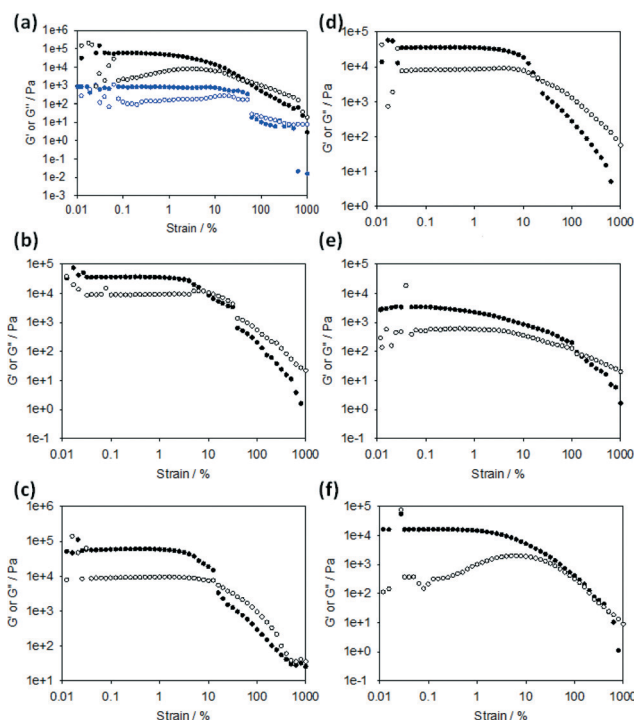 (a)
G' or G'' / Pa
1e+6
1e+5
1e+4
1e+3
1e+2
1e+1
1e+0
1e-1
1e-2
1e-3
0.01 0.1 1 10 100 1000
Strain / %
(d)
G' or G'' / Pa
1e+5
1e+4
1e+3
1e+2
1e+1
1e+0
0.01 0.1 1 10 100 1000
Strain / %
(b)
G' or G'' / Pa
1e+5
1e+4
1e+3
1e+2
1e+1
1e+0
1e-1
0.01 0.1 1 10 100 1000
Strain / %
(e)
G' or G'' / Pa
1e+5
1e+4
1e+3
1e+2
1e+1
1e+0
1e-1
0.01 0.1 1 10 100 1000
Strain / %
(c)
G' or G'' / Pa
1e+6
1e+5
1e+4
1e+3
1e+2
1e+1
0.01 0.1 1 10 100 1000
Strain / %
(f)
G' or G'' / Pa
1e+5
1e+4
1e+3
1e+2
1e+1
1e+0
1e-1
0.01 0.1 1 10 100 1000
Strain / %